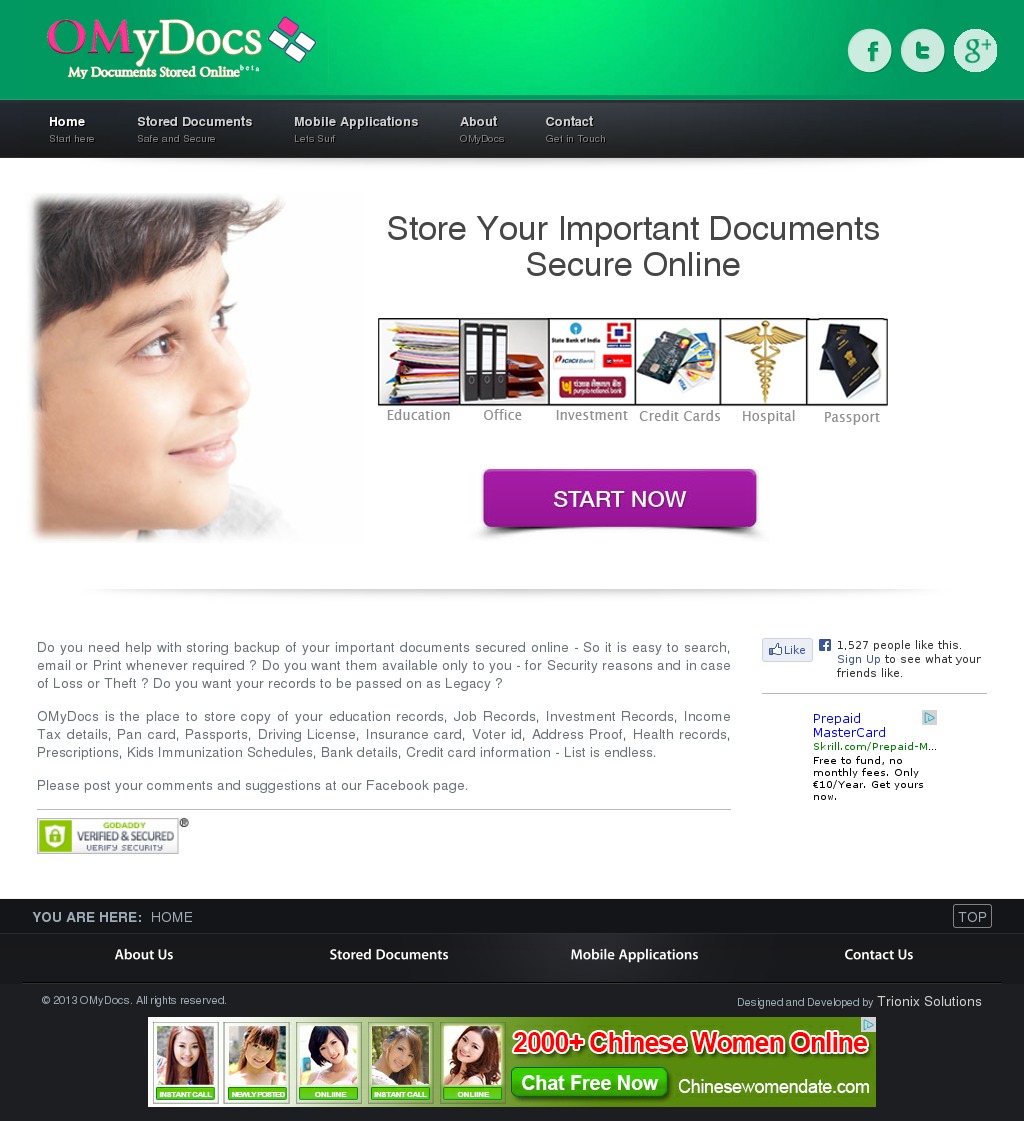 OMyDocs
My Documents Stored Online beta
f t g+
Home Stored Documents Mobile Applications About Contact
Start here Safe and Secure Lets Surf OMyDocs Get in Touch
Store Your Important Documents
Secure Online
State Bank of India
ICICI Bank
punjab national bank
Education Office Investment Credit Cards Hospital Passport
START NOW
Do you need help with storing backup of your important documents secured online - So it is easy to search,
email or Print whenever required ? Do you want them available only to you - for Security reasons and in case
of Loss or Theft ? Do you want your records to be passed on as Legacy ?
OMyDocs is the place to store copy of your education records, Job Records, Investment Records, Income
Tax details, Pan card, Passports, Driving License, Insurance card, Voter id, Address Proof, Health records,
Prescriptions, Kids Immunization Schedules, Bank details, Credit card information - List is endless.
Please post your comments and suggestions at our Facebook page.
GODADDY
VERIFIED & SECURED
VERIFY SECURITY
®
Like
1,527 people like this.
Sign Up to see what your
friends like.
Prepaid
MasterCard
Skrill.com/Prepaid-M...
Free to fund, no
monthly fees. Only
€10/Year. Get yours
now.
YOU ARE HERE: HOME TOP
About Us Stored Documents Mobile Applications Contact Us
© 2013 OMyDocs. All rights reserved. Designed and Developed by Trionix Solutions
INSTANT CALL NEWLY POSTED ONLIINE INSTANT CALL ONLIINE
2000+ Chinese Women Online
Chat Free Now Chinesewomendate.com